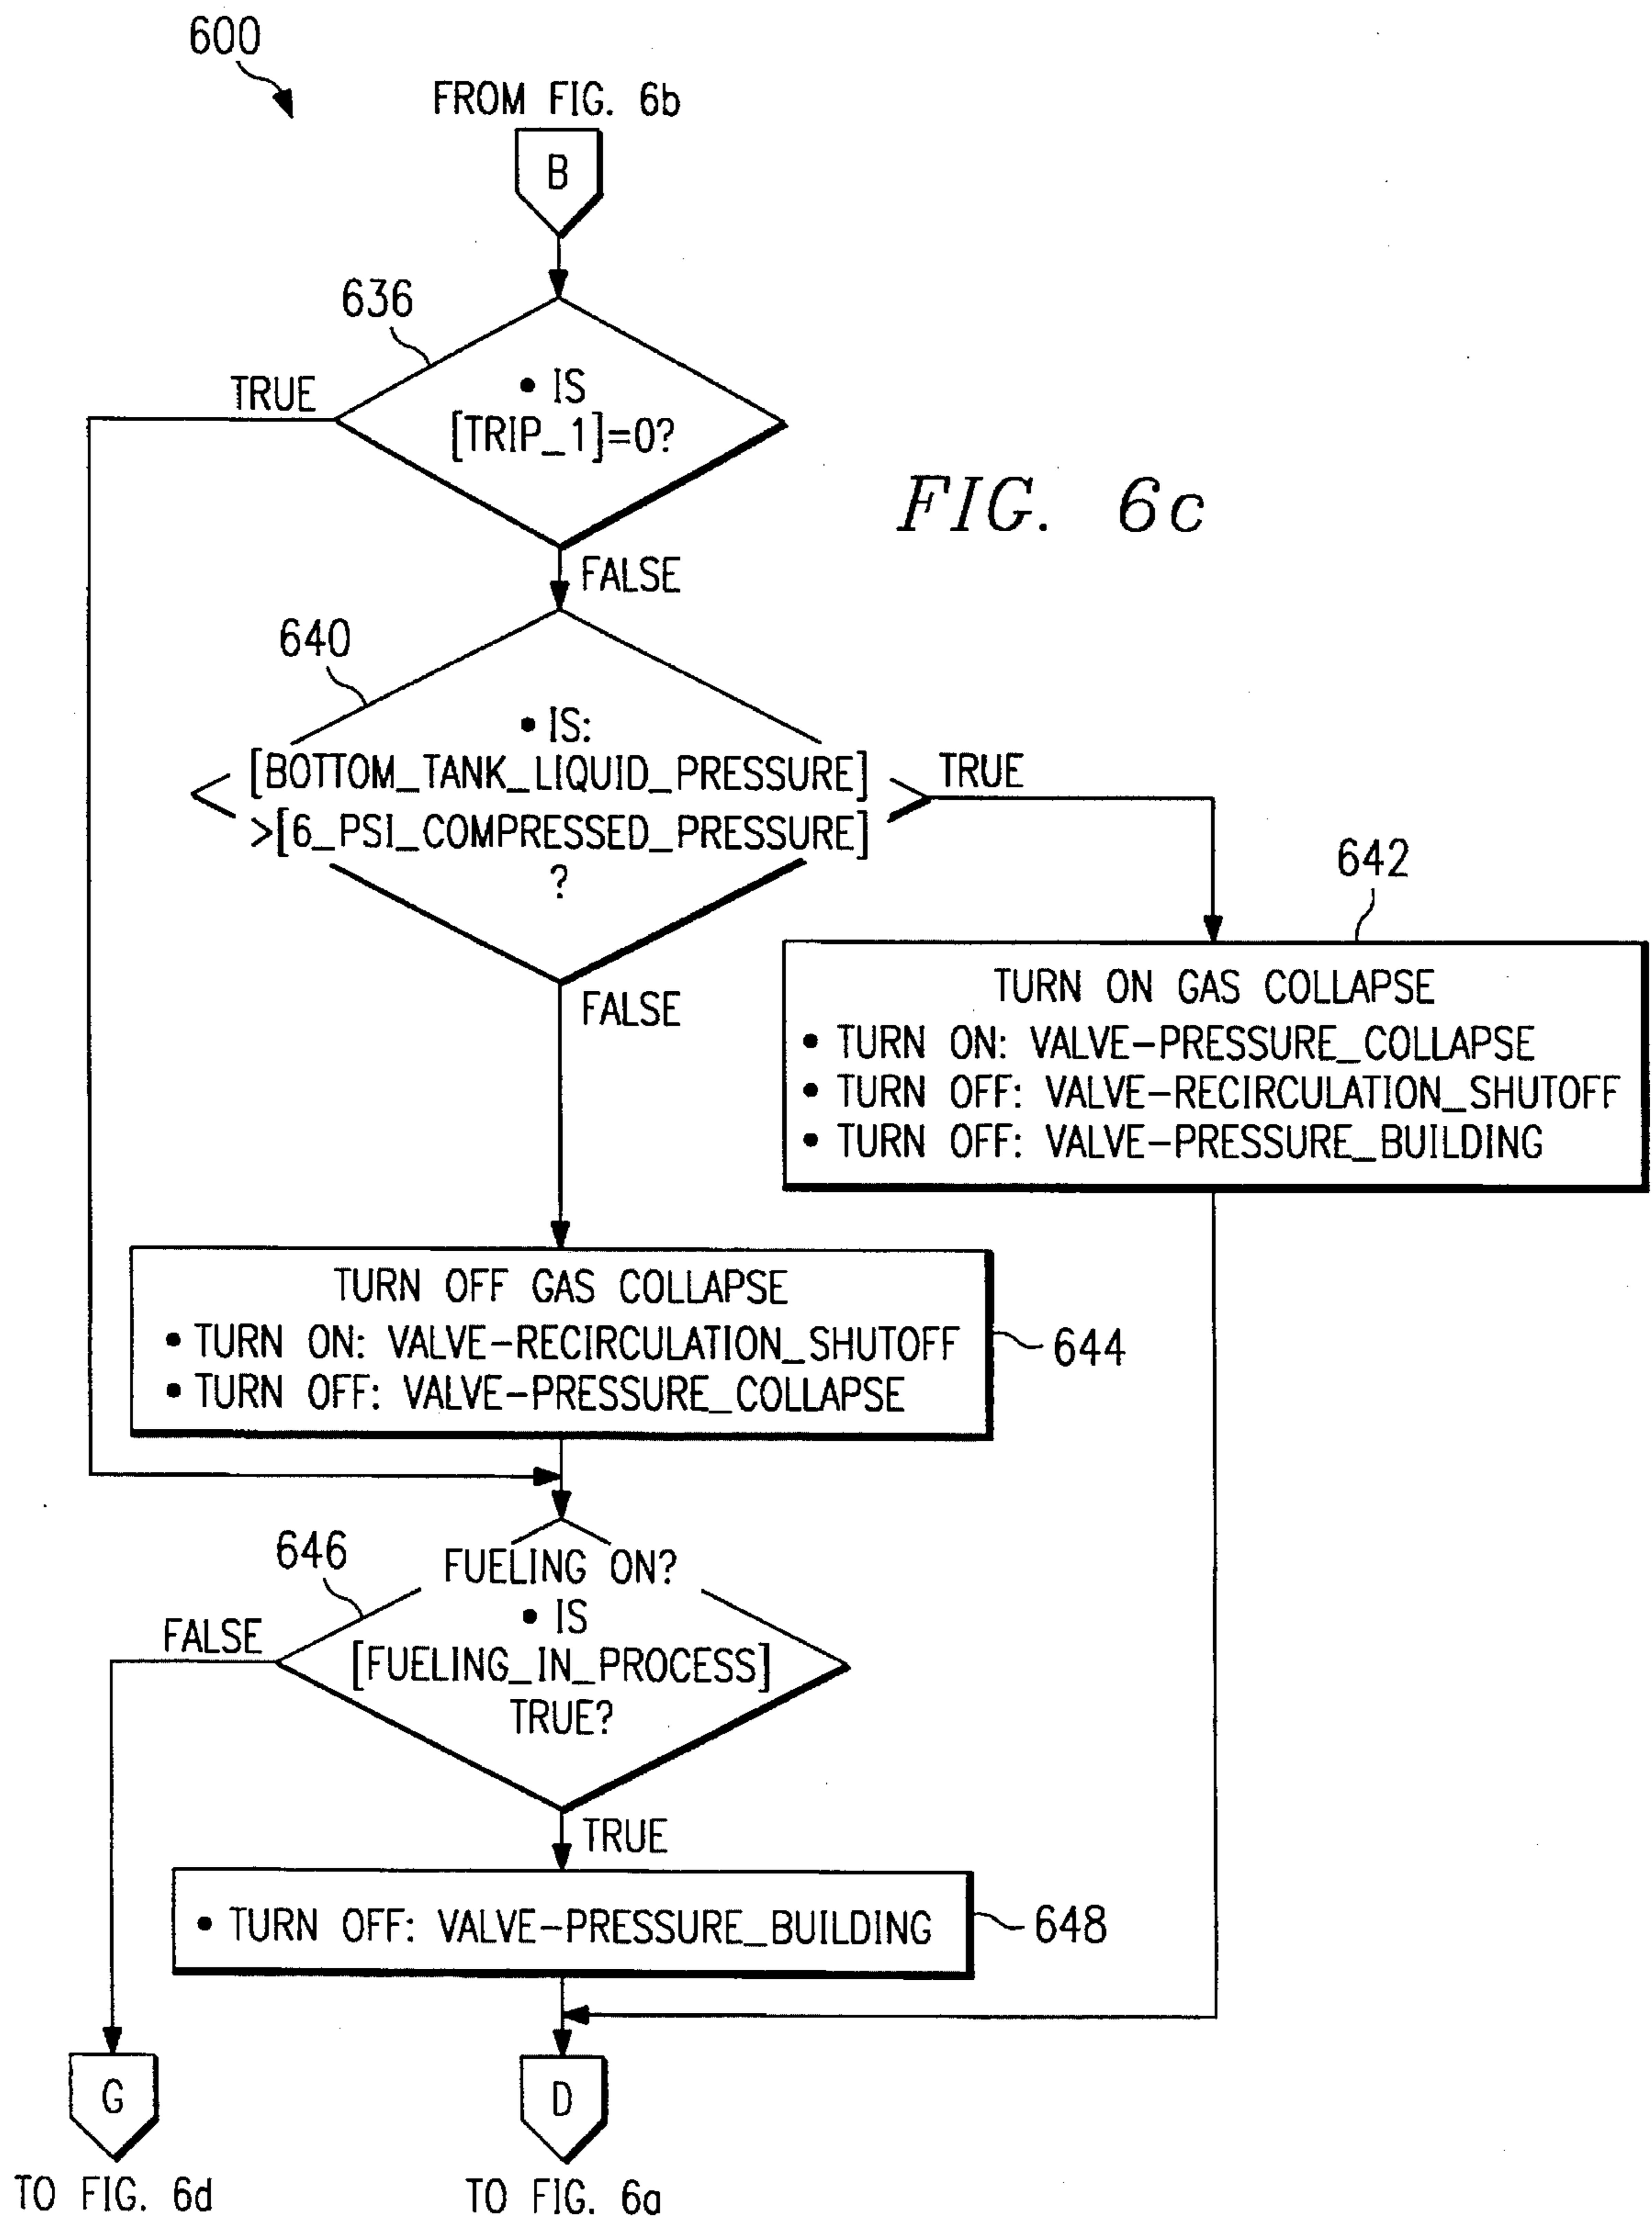 600
FROM FIG. 6b
B
636
TRUE
• IS
[TRIP_1]=0?
FIG. 6c
FALSE
640
• IS:
[BOTTOM_TANK_LIQUID_PRESSURE]
>[6_PSI_COMPRESSED_PRESSURE]
?
TRUE
642
FALSE
TURN ON GAS COLLAPSE
• TURN ON: VALVE-PRESSURE_COLLAPSE
• TURN OFF: VALVE-RECIRCULATION_SHUTOFF
• TURN OFF: VALVE-PRESSURE_BUILDING
TURN OFF GAS COLLAPSE
• TURN ON: VALVE-RECIRCULATION_SHUTOFF
• TURN OFF: VALVE-PRESSURE_COLLAPSE
644
646
FUELING ON?
• IS
[FUELING_IN_PROCESS]
TRUE?
FALSE
TRUE
• TURN OFF: VALVE-PRESSURE_BUILDING
648
G
D
TO FIG. 6d
TO FIG. 6a